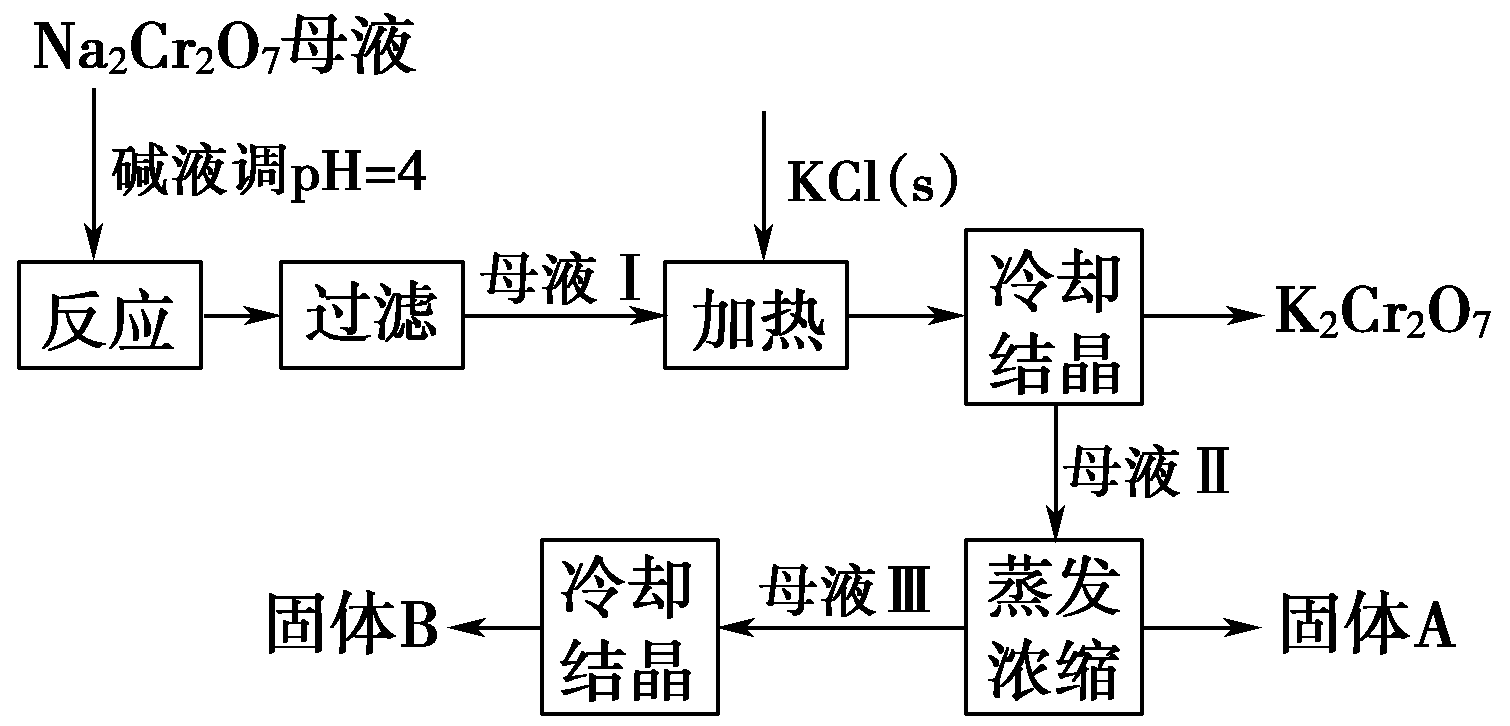 Na₂Cr₂O₇母液
碱液调pH=4
KCl(s)
反应
过滤
母液Ⅰ
加热
冷却
结晶
K₂Cr₂O₇
母液Ⅱ
蒸发
浓缩
固体A
母液Ⅲ
冷却
结晶
固体B